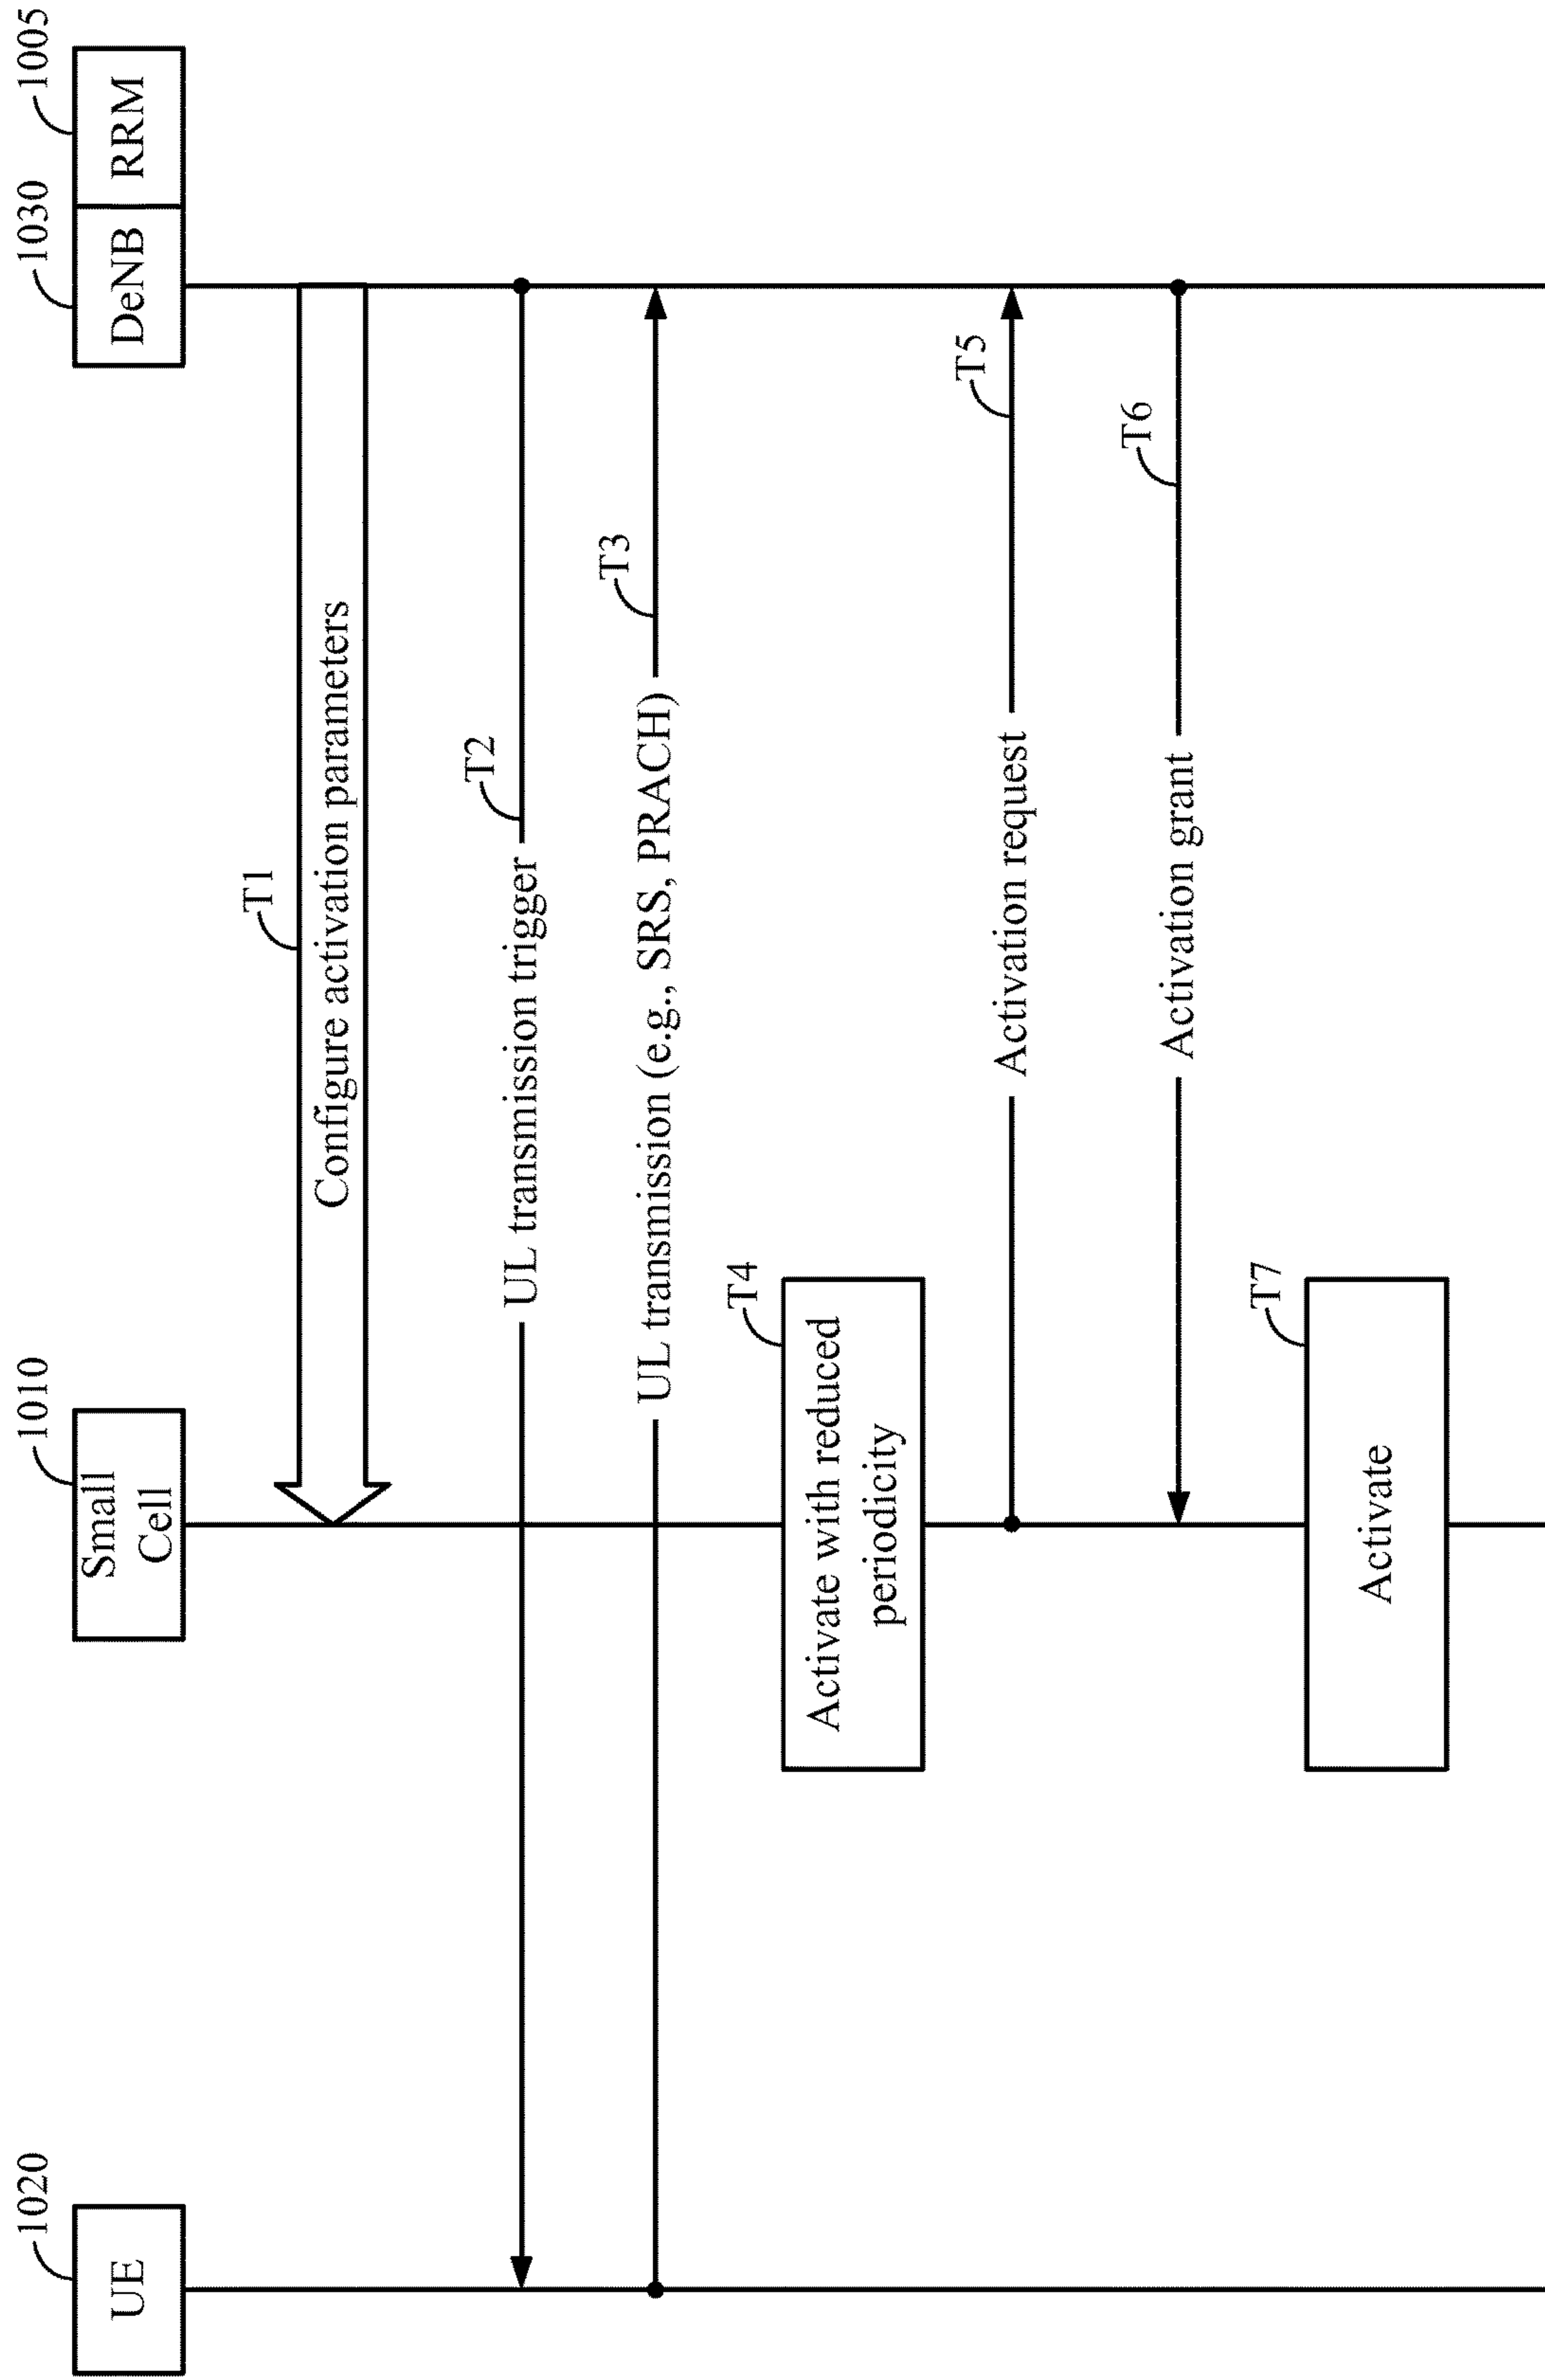 1020
UE
1010
Small
Cell
1030
DeNB
1005
RRM
T1
Configure activation parameters
T2
UL transmission trigger
T3
UL transmission (e.g., SRS, PRACH)
T4
Activate with reduced
periodicity
T5
Activation request
T6
Activation grant
T7
Activate